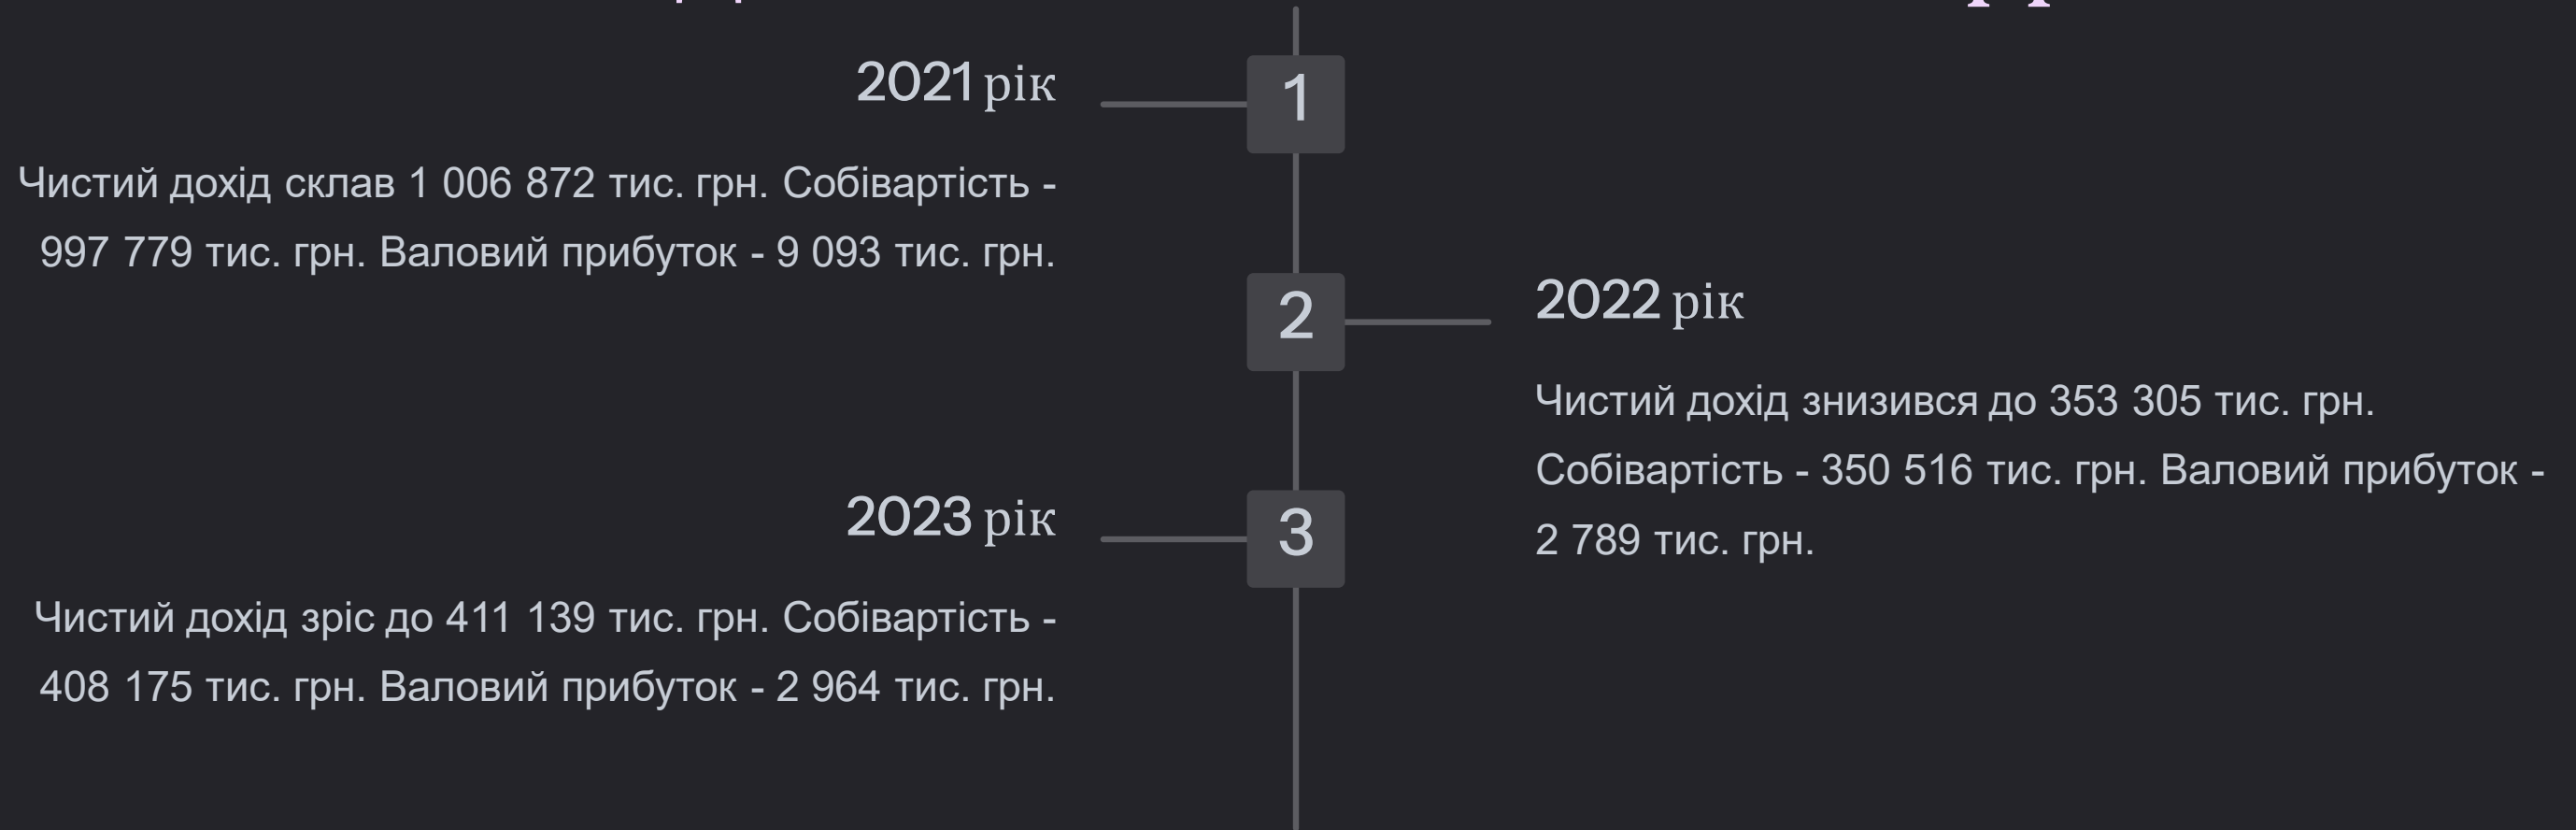 2021 рік
1
Чистий дохід склав 1 006 872 тис. грн. Собівартість -
997 779 тис. грн. Валовий прибуток - 9 093 тис. грн.
2
2022 рік
Чистий дохід знизився до 353 305 тис. грн.
Собівартість - 350 516 тис. грн. Валовий прибуток -
2 789 тис. грн.
2023 рік
3
Чистий дохід зріс до 411 139 тис. грн. Собівартість -
408 175 тис. грн. Валовий прибуток - 2 964 тис. грн.